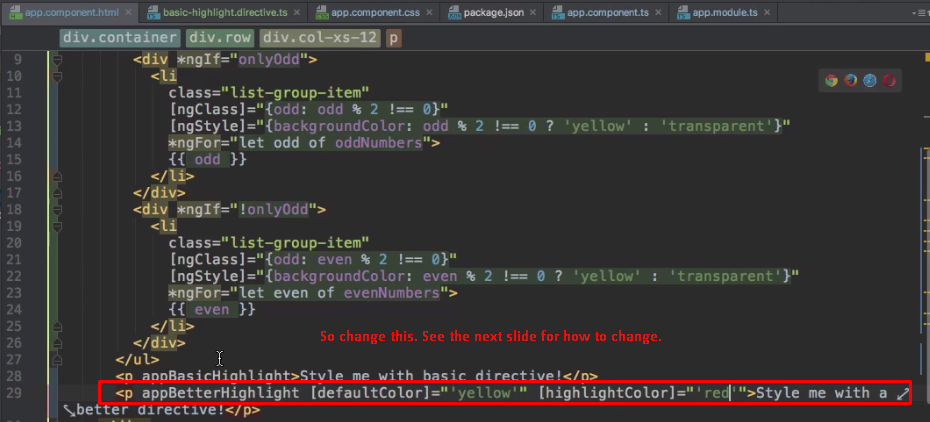 app.component.html × basic-highlight.directive.ts × app.component.css × package.json × app.component.ts × app.module.ts ×
div.container div.row div.col-xs-12 p
9 <div *ngIf="onlyOdd">
10 <li
11 class="list-group-item"
12 [ngClass]="{odd: odd % 2 !== 0}"
13 [ngStyle]="{backgroundColor: odd % 2 !== 0 ? 'yellow' : 'transparent'}"
14 *ngFor="let odd of oddNumbers">
15 {{ odd }}
16 </li>
17 </div>
18 <div *ngIf="!onlyOdd">
19 <li
20 class="list-group-item"
21 [ngClass]="{odd: even % 2 !== 0}"
22 [ngStyle]="{backgroundColor: even % 2 !== 0 ? 'yellow' : 'transparent'}"
23 *ngFor="let even of evenNumbers">
24 {{ even }}
25 </li>
So change this. See the next slide for how to change.
26 </div>
27 </ul>
28 <p appBasicHighlight>Style me with basic directive!</p>
29 <p appBetterHighlight [defaultColor]="'yellow'" [highlightColor]="'red'">Style me with a
better directive!</p>